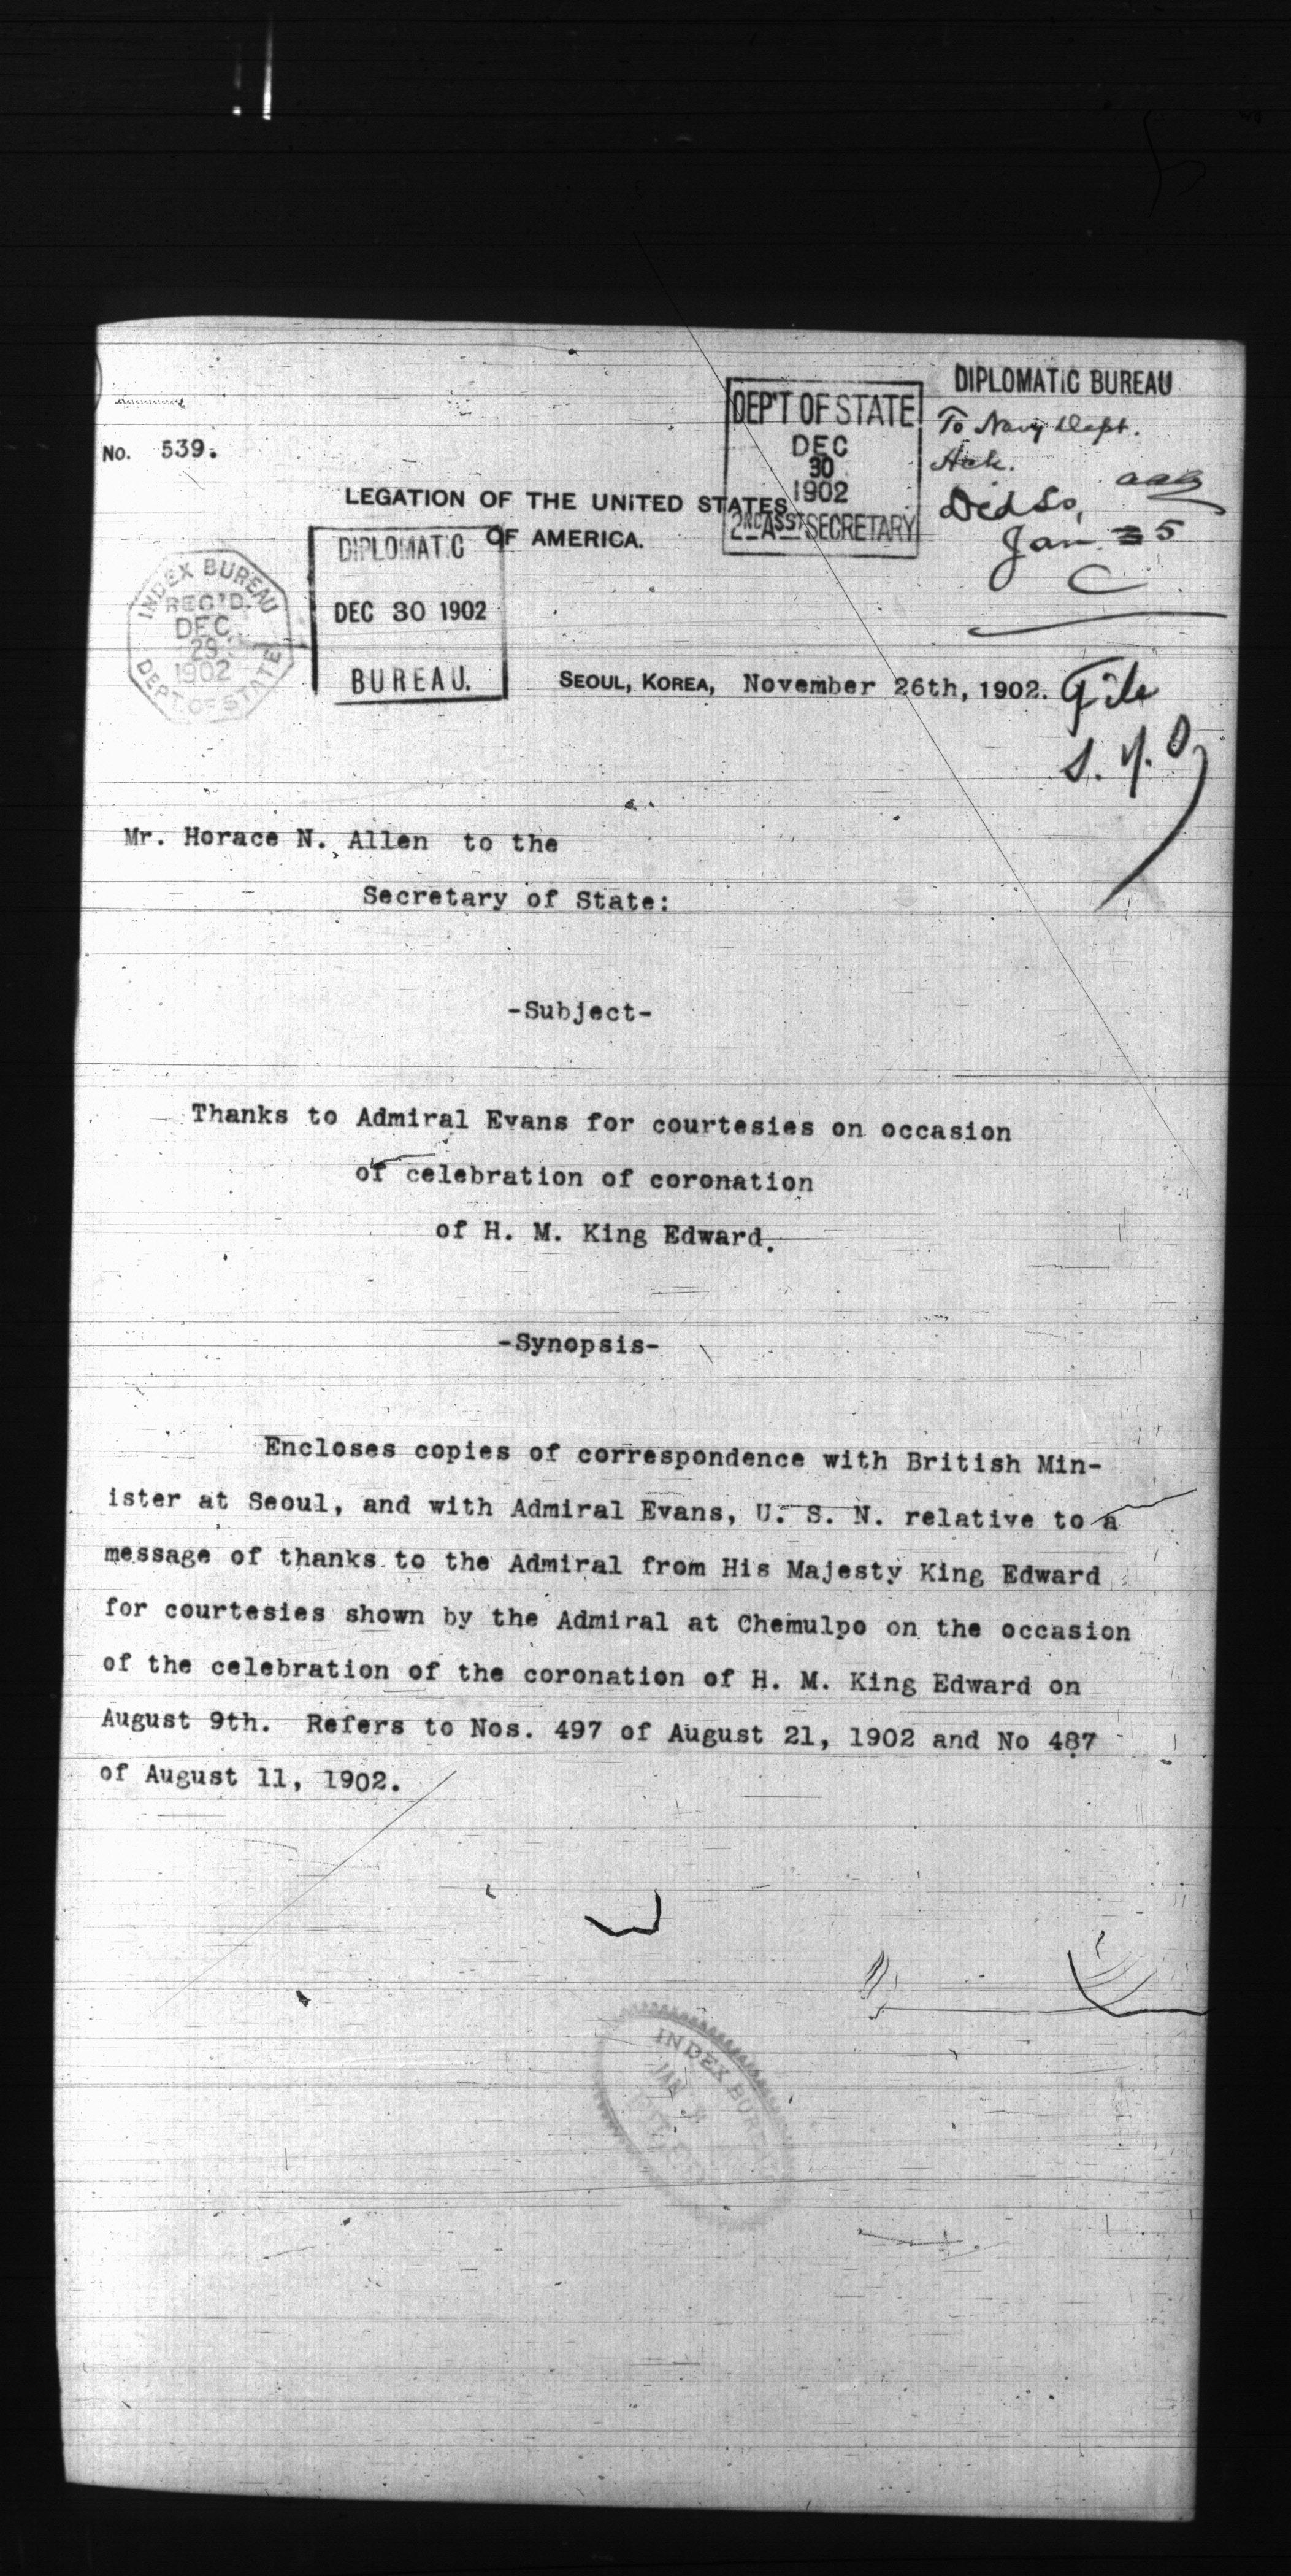 DIPLOMATIC BUREAU
To Navy Dept.
Ack.
aaa
Did So,
Jan 5
C
DEP'T OF STATE
DEC
30
1902
2ND ASST SECRETARY
No. 539.
LEGATION OF THE UNITED STATES
OF AMERICA.
DIPLOMATIC
DEC 30 1902
BUREAU.
INDEX BUREAU
REC'D.
DEC
29
1902
DEPT. OF STATE
SEOUL, KOREA, November 26th, 1902.
File
Mr. Horace N. Allen to the
Secretary of State:
-Subject-
Thanks to Admiral Evans for courtesies on occasion
of celebration of coronation
of H. M. King Edward.
-Synopsis-
Encloses copies of correspondence with British Min-
ister at Seoul, and with Admiral Evans, U. S. N. relative to a
message of thanks to the Admiral from His Majesty King Edward
for courtesies shown by the Admiral at Chemulpo on the occasion
of the celebration of the coronation of H. M. King Edward on
August 9th. Refers to Nos. 497 of August 21, 1902 and No 487
of August 11, 1902.
INDEX BUREAU
JAN